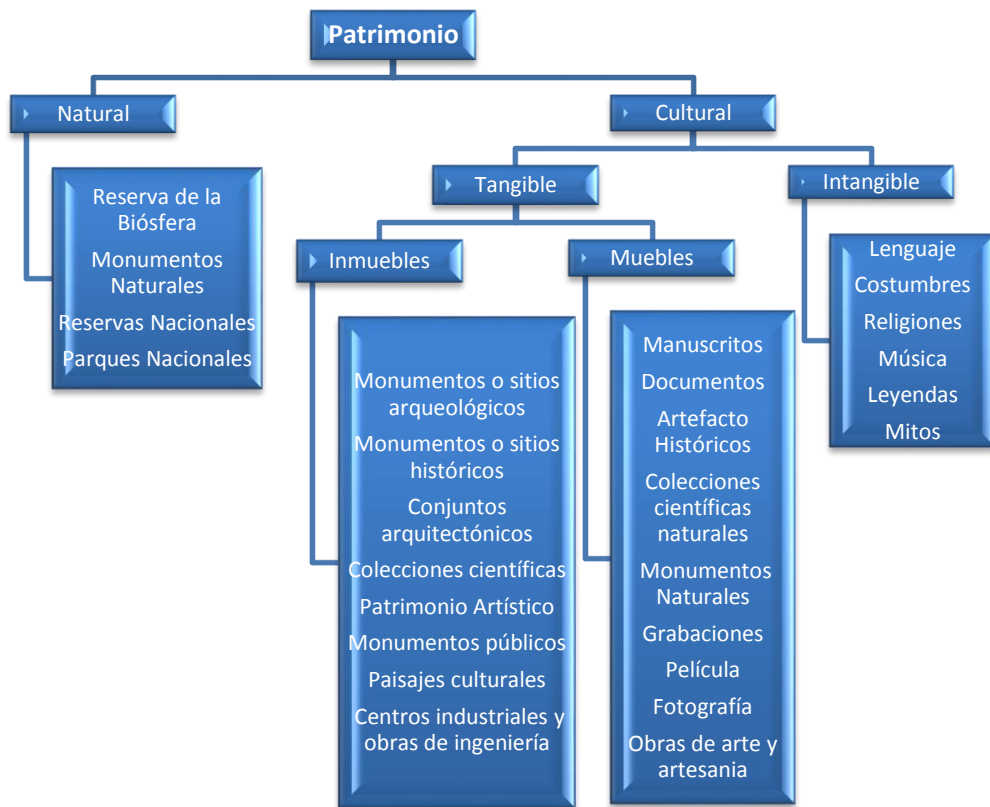 Patrimonio
Natural
Cultural
Tangible
Intangible
Inmuebles
Muebles
Reserva de la
Biósfera
Monumentos
Naturales
Reservas Nacionales
Parques Nacionales
Monumentos o sitios
arqueológicos
Monumentos o sitios
históricos
Conjuntos
arquitectónicos
Colecciones científicas
Patrimonio Artístico
Monumentos públicos
Paisajes culturales
Centros industriales y
obras de ingeniería
Manuscritos
Documentos
Artefacto
Históricos
Colecciones
científicas
naturales
Monumentos
Naturales
Grabaciones
Película
Fotografía
Obras de arte y
artesania
Lenguaje
Costumbres
Religiones
Música
Leyendas
Mitos